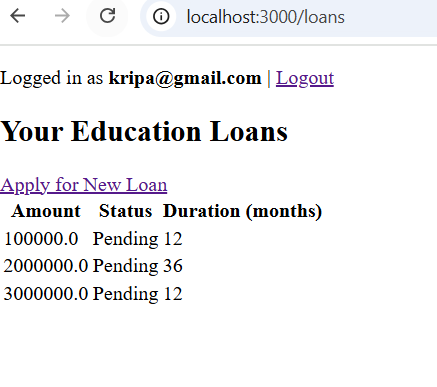 localhost:3000/loans
Logged in as kripa@gmail.com | Logout
Your Education Loans
Apply for New Loan
Amount Status Duration (months)
100000.0 Pending 12
2000000.0 Pending 36
3000000.0 Pending 12